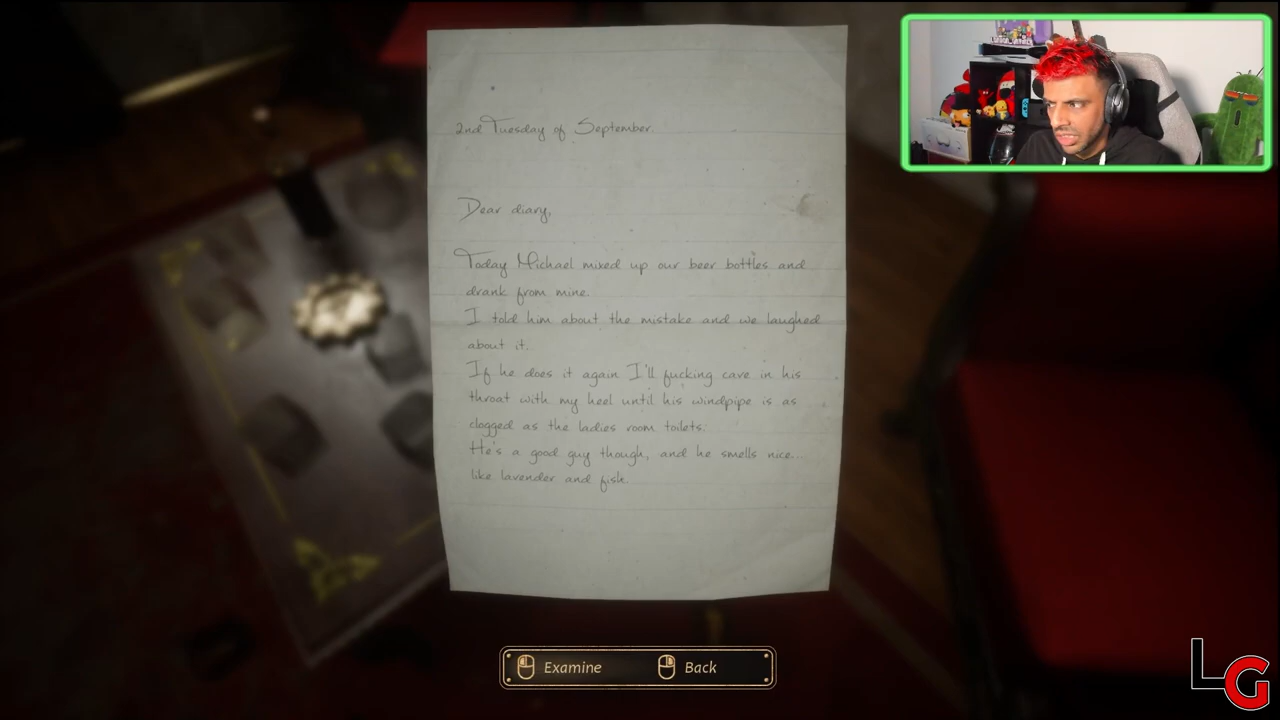 2nd Tuesday of September.
Dear diary,
Today Michael mixed up our beer bottles and
drank from mine.
I told him about the mistake and we laughed
about it.
If he does it again I'll fucking cave in his
throat with my heel until his windpipe is as
clogged as the ladies room toilets.
He's a good guy though, and he smells nice...
like lavender and fish.
Examine
Back
LG